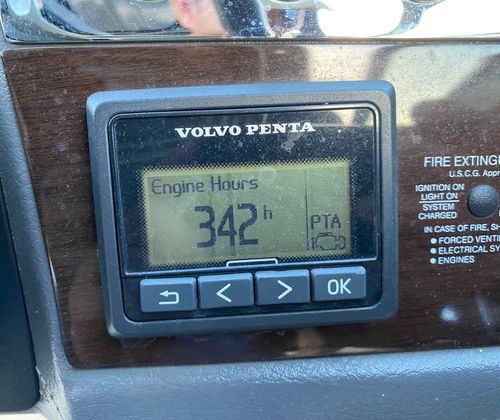 VOLVO PENTA
Engine Hours
342 h
PTA
OK
FIRE EXTING
U.S.C.G. Appr
IGNITION ON
LIGHT ON
SYSTEM
CHARGED
IN CASE OF FIRE, SH
● FORCED VENTI
● ELECTRICAL SY
● ENGINES